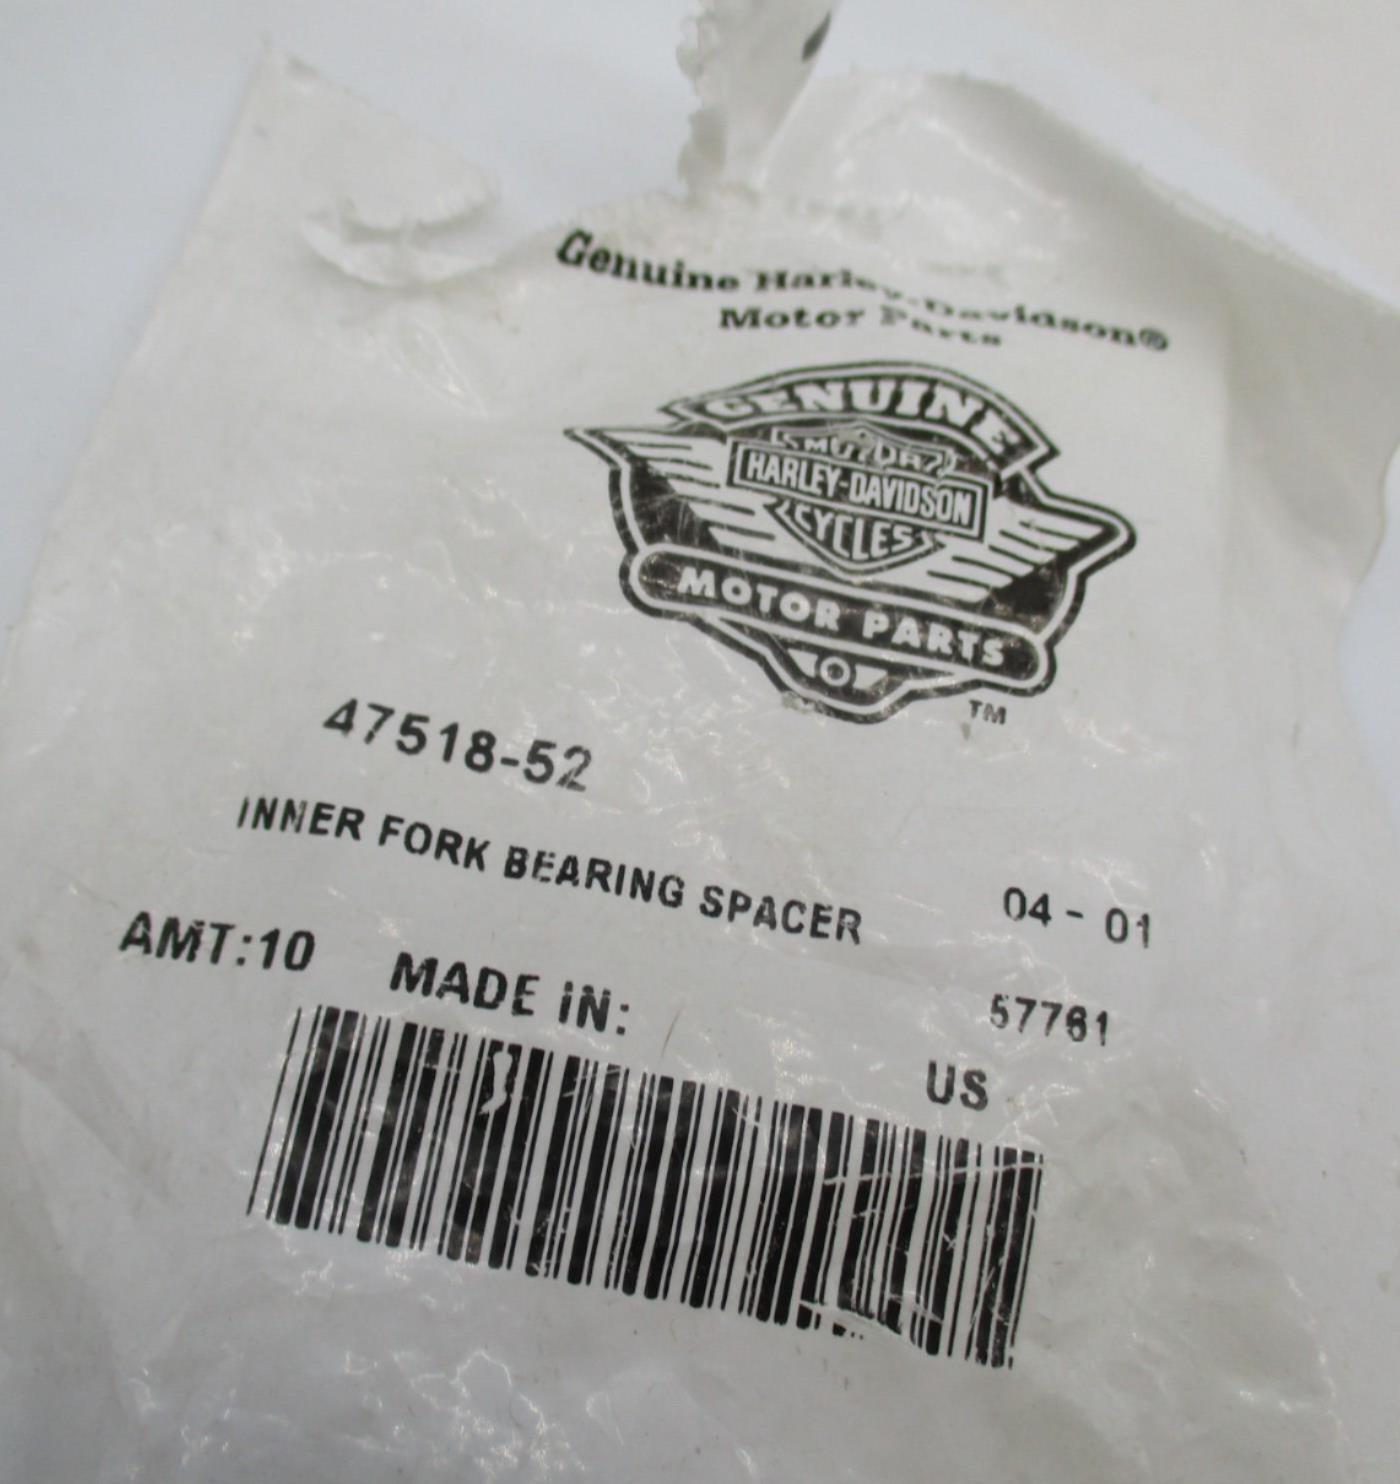 Genuine Harley-Davidson®
Motor Parts
GENUINE
MOTOR
HARLEY-DAVIDSON
CYCLES
MOTOR PARTS
TM
47518-52
INNER FORK BEARING SPACER
04 - 01
AMT:10
MADE IN:
57761
US